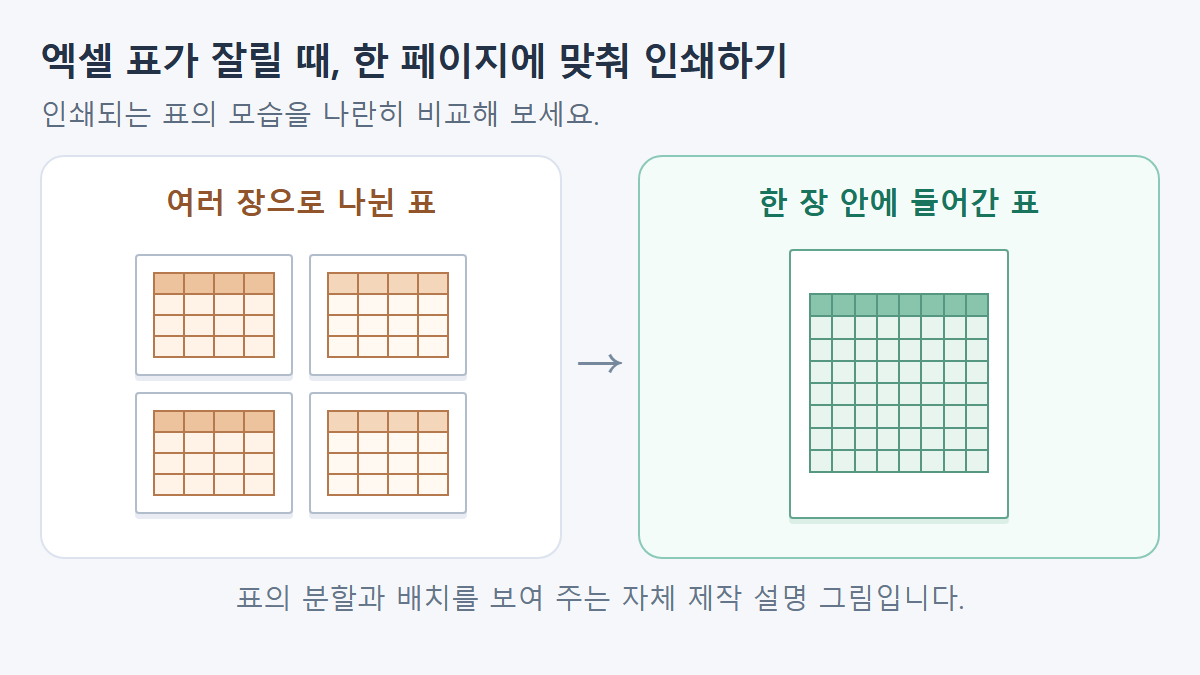 엑셀 표가 잘릴 때, 한 페이지에 맞춰 인쇄하기
인쇄되는 표의 모습을 나란히 비교해 보세요.
여러 장으로 나뉜 표
한 장 안에 들어간 표
표의 분할과 배치를 보여 주는 자체 제작 설명 그림입니다.